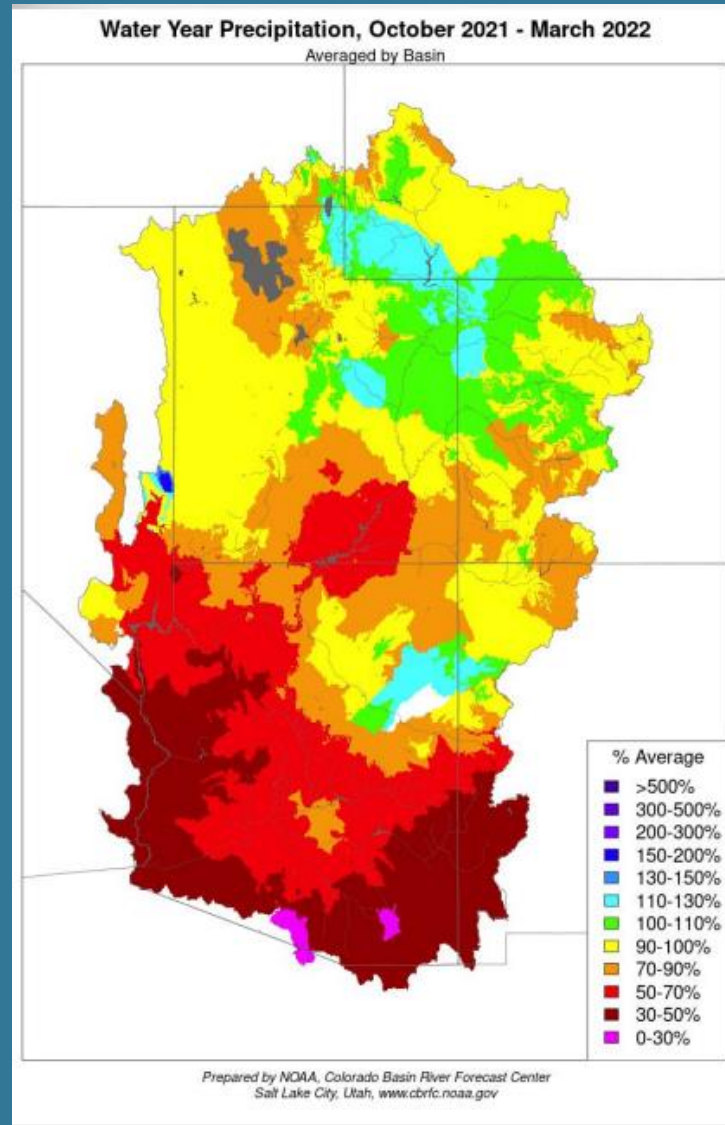 Water Year Precipitation, October 2021 - March 2022
Averaged by Basin
% Average
>500%
300-500%
200-300%
150-200%
130-150%
110-130%
100-110%
90-100%
70-90%
50-70%
30-50%
0-30%
Prepared by NOAA, Colorado Basin River Forecast Center
Salt Lake City, Utah, www.cbrfc.noaa.gov